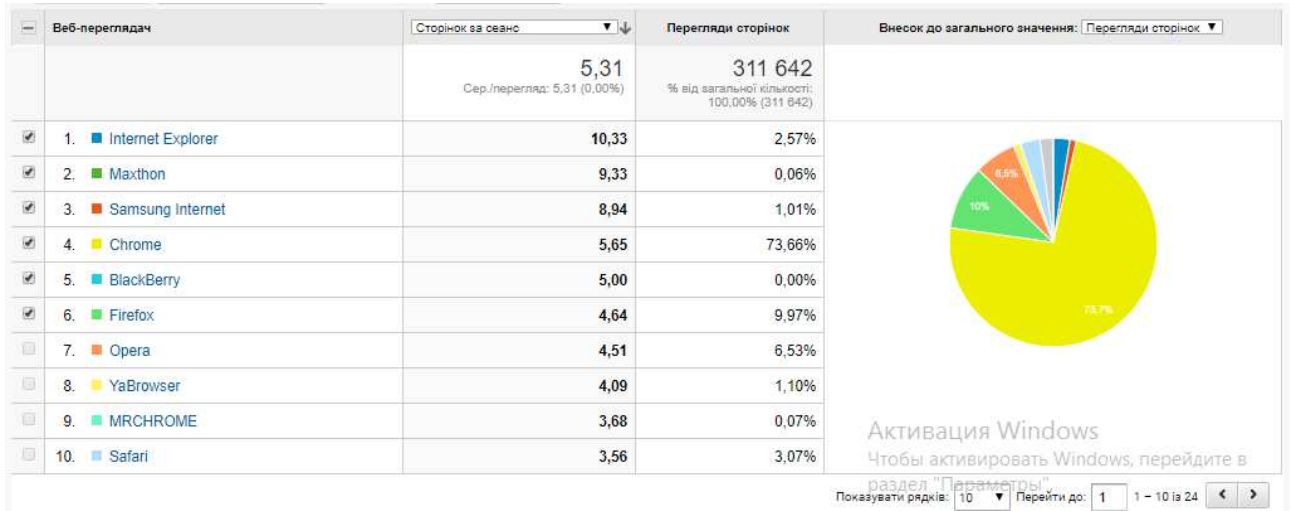 Веб-переглядач
Сторінок за сеанс
Перегляди сторінок
Внесок до загального значення: Перегляди сторінок
5,31
Сер./перегляд: 5,31 (0,00%)
311 642
% від загальної кількості:
100,00% (311 642)
1. Internet Explorer 10,33 2,57%
2. Maxthon 9,33 0,06%
3. Samsung Internet 8,94 1,01%
4. Chrome 5,65 73,66%
5. BlackBerry 5,00 0,00%
6. Firefox 4,64 9,97%
7. Opera 4,51 6,53%
8. YaBrowser 4,09 1,10%
9. MRCHROME 3,68 0,07%
10. Safari 3,56 3,07%
6,5%
10%
73,7%
Активация Windows
Чтобы активировать Windows, перейдите в
раздел "Параметры".
Показувати рядків: 10 Перейти до: 1 1 – 10 із 24